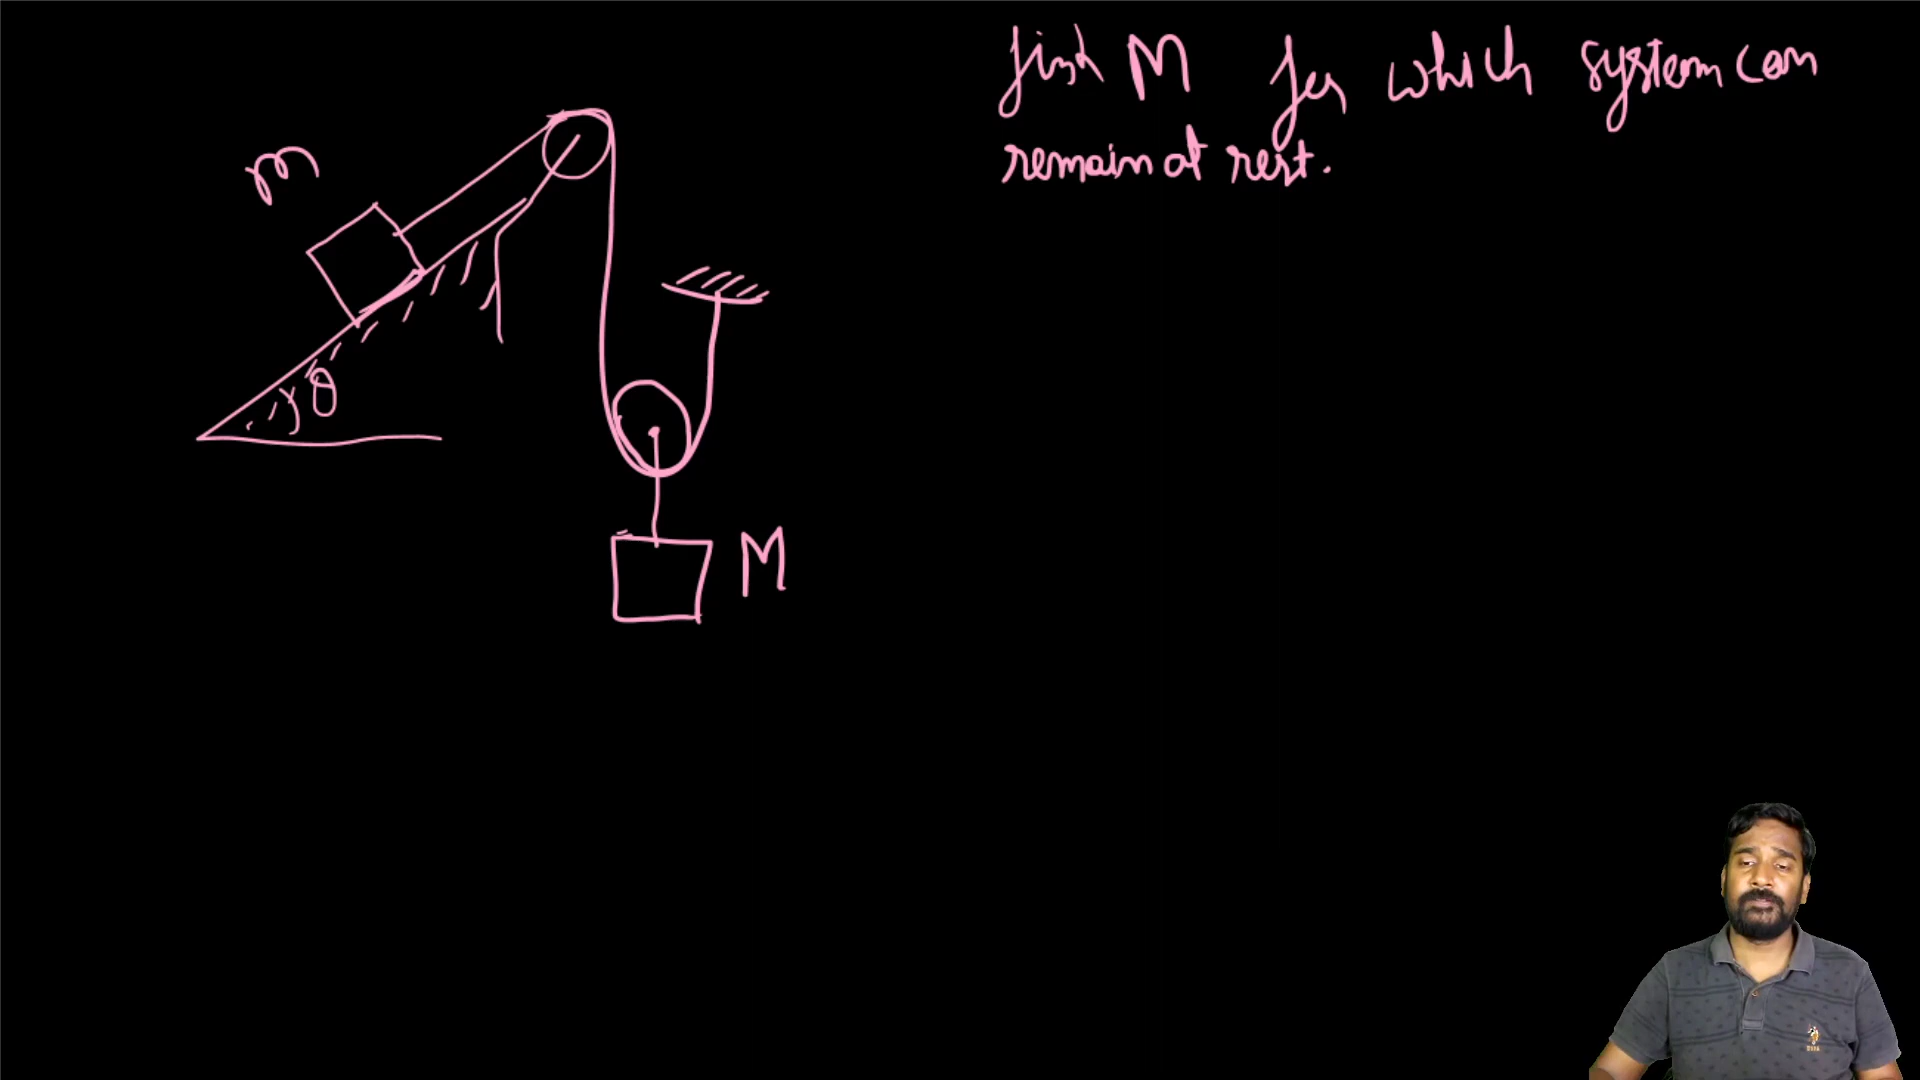 find M for which system can
remain at rest.
m
θ
M